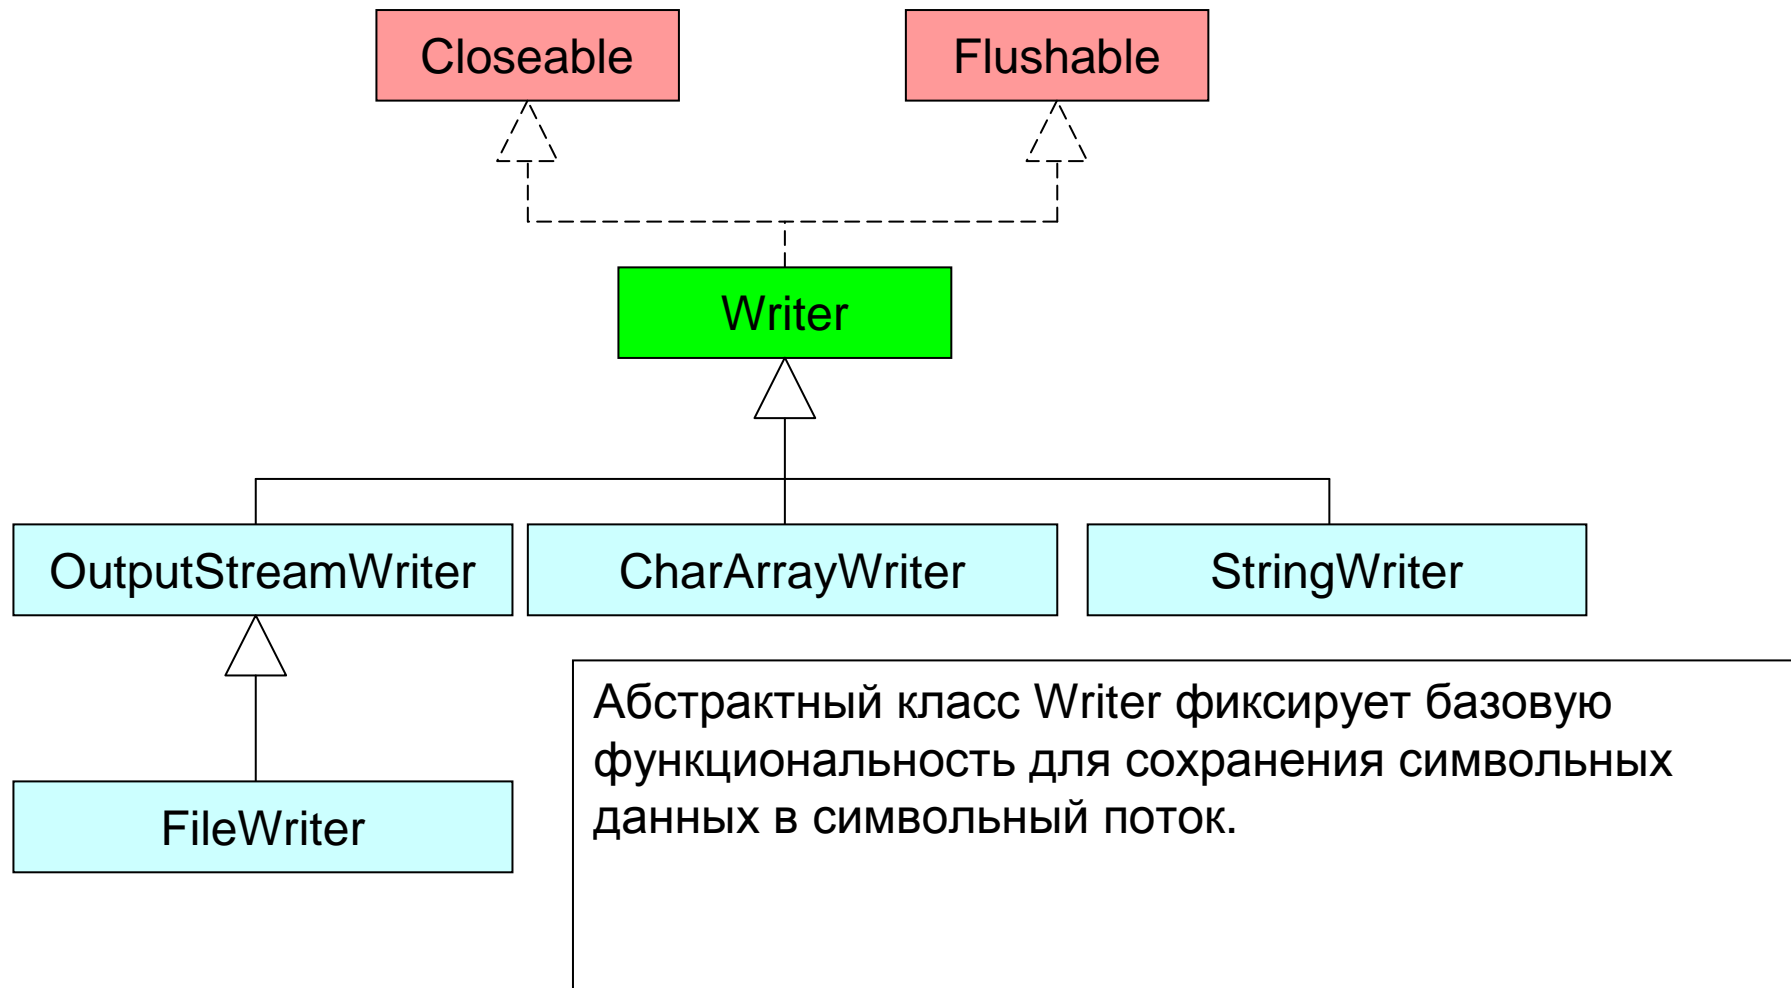 Closeable
Flushable
Writer
OutputStreamWriter
CharArrayWriter
StringWriter
FileWriter
Абстрактный класс Writer фиксирует базовую
функциональность для сохранения символьных
данных в символьный поток.